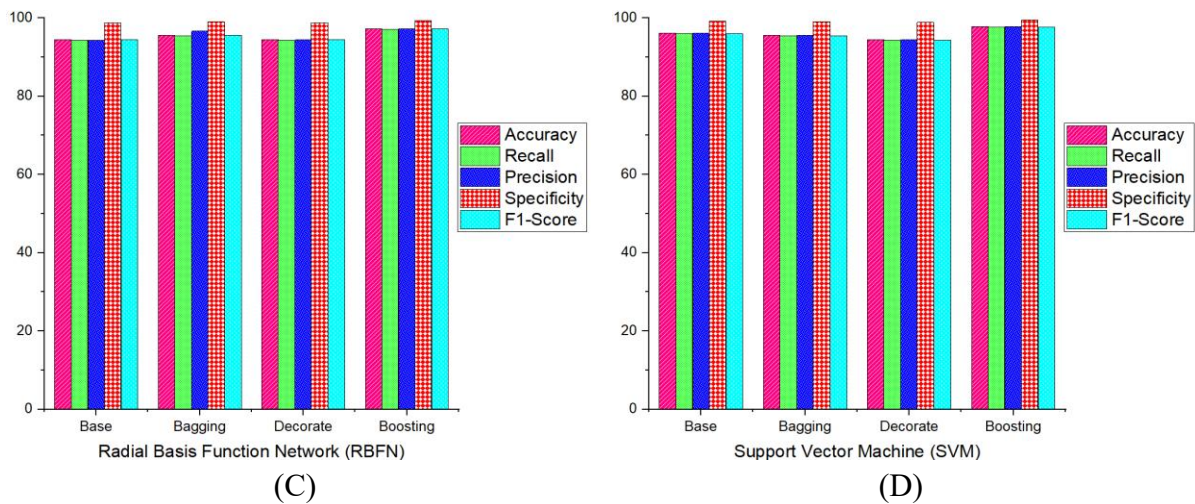 100
80
60
40
20
0
Base Bagging Decorate Boosting
Radial Basis Function Network (RBFN)
Accuracy
Recall
Precision
Specificity
F1-Score
(C)
100
80
60
40
20
0
Base Bagging Decorate Boosting
Support Vector Machine (SVM)
Accuracy
Recall
Precision
Specificity
F1-Score
(D)